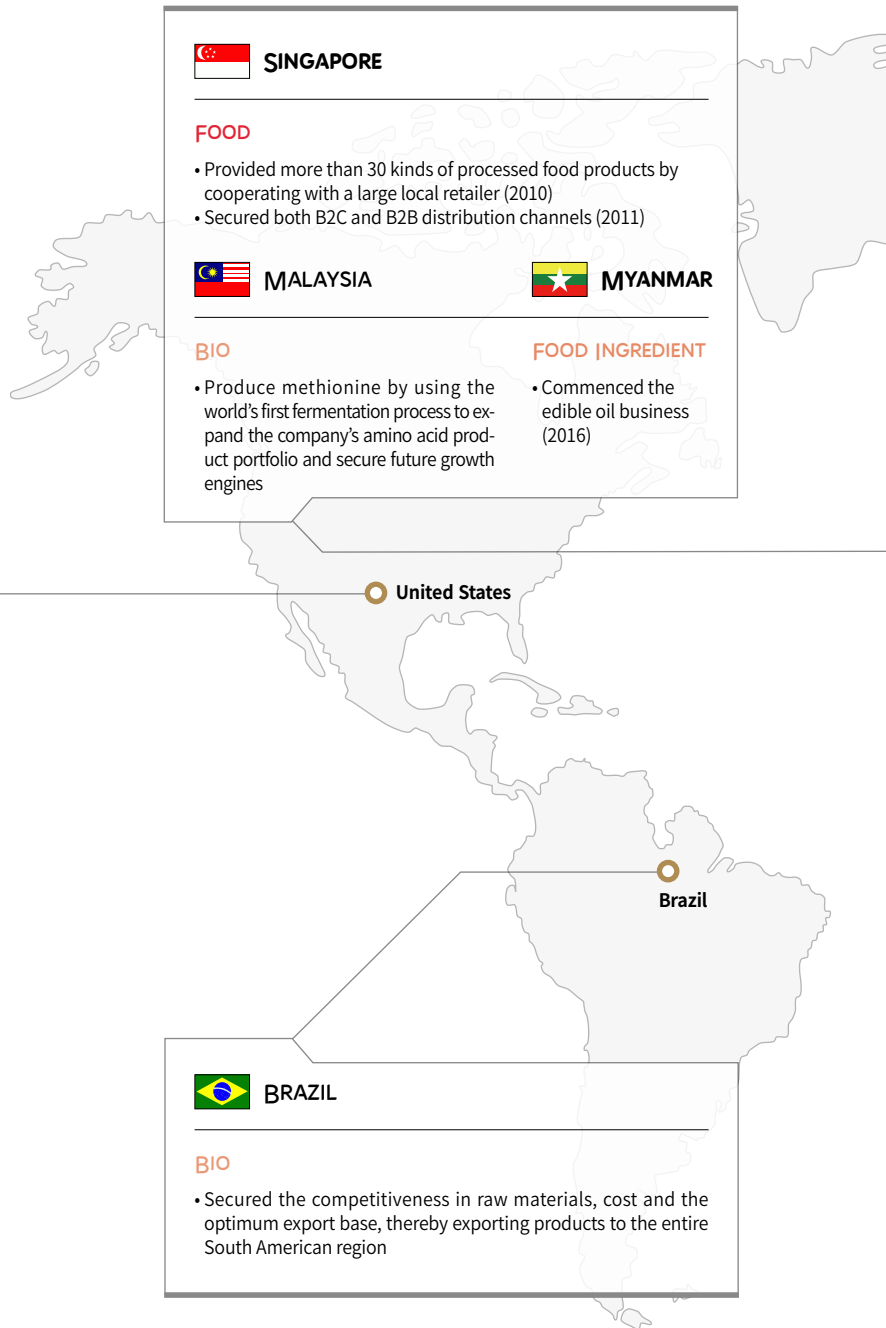 SINGAPORE
FOOD
• Provided more than 30 kinds of processed food products by
cooperating with a large local retailer (2010)
• Secured both B2C and B2B distribution channels (2011)
MALAYSIA
BIO
• Produce methionine by using the
world's first fermentation process to ex-
pand the company's amino acid prod-
uct portfolio and secure future growth
engines
MYANMAR
FOOD INGREDIENT
• Commenced the
edible oil business
(2016)
United States
Brazil
BRAZIL
BIO
• Secured the competitiveness in raw materials, cost and the
optimum export base, thereby exporting products to the entire
South American region